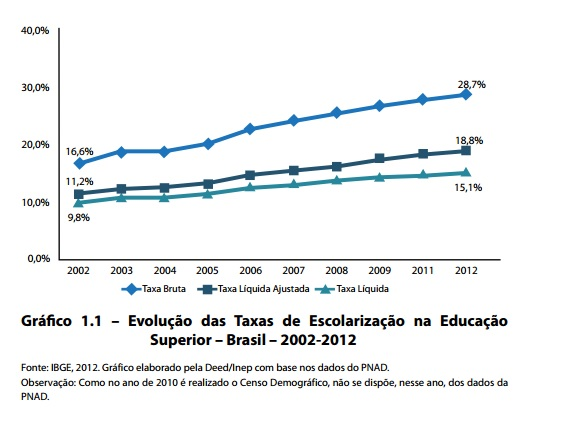 40,0%
30,0%
28,7%
20,0%
18,8%
16,6%
11,2%
15,1%
10,0%
9,8%
0,0%
2002 2003 2004 2005 2006 2007 2008 2009 2011 2012
Taxa Bruta Taxa Líquida Ajustada Taxa Líquida
Gráfico 1.1 – Evolução das Taxas de Escolarização na Educação
Superior – Brasil – 2002-2012
Fonte: IBGE, 2012. Gráfico elaborado pela Deed/Inep com base nos dados do PNAD.
Observação: Como no ano de 2010 é realizado o Censo Demográfico, não se dispõe, nesse ano, dos dados da
PNAD.